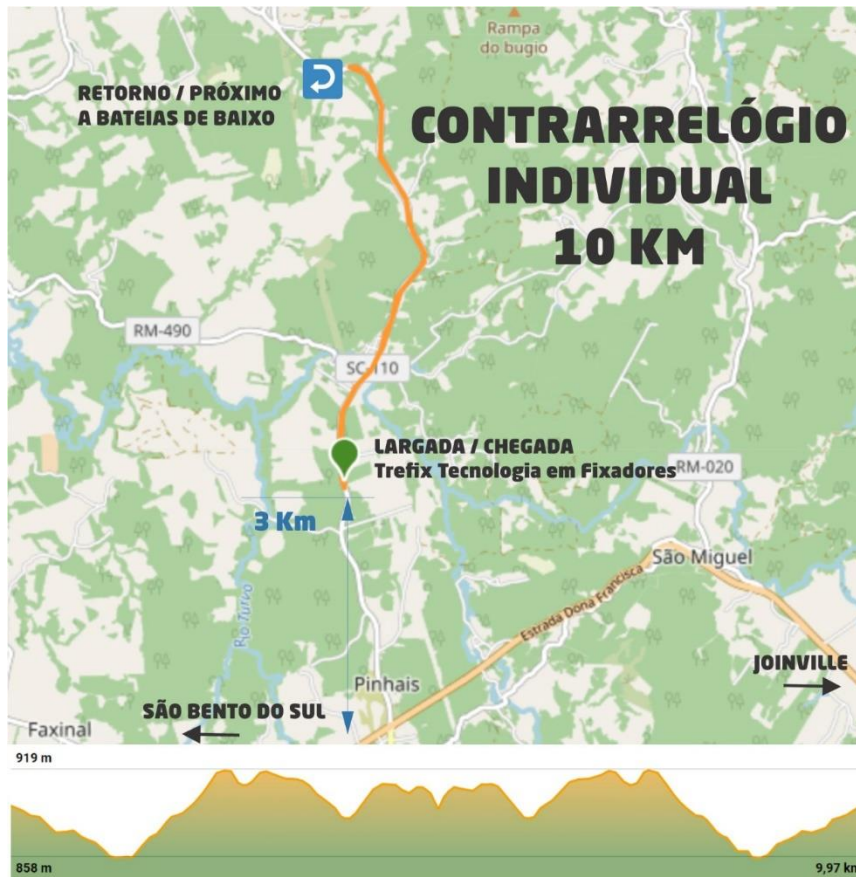 Rampa
do bugio
RETORNO / PRÓXIMO
A BATEIAS DE BAIXO
CONTRARRELÓGIO
INDIVIDUAL
10 KM
RM-490
SC-110
LARGADA / CHEGADA
Trefix Tecnologia em Fixadores
RM-020
3 Km
São Miguel
Estrada Dona Francisca
Rio Turvo
JOINVILLE
Pinhais
SÃO BENTO DO SUL
Faxinal
919 m
858 m
9,97 km